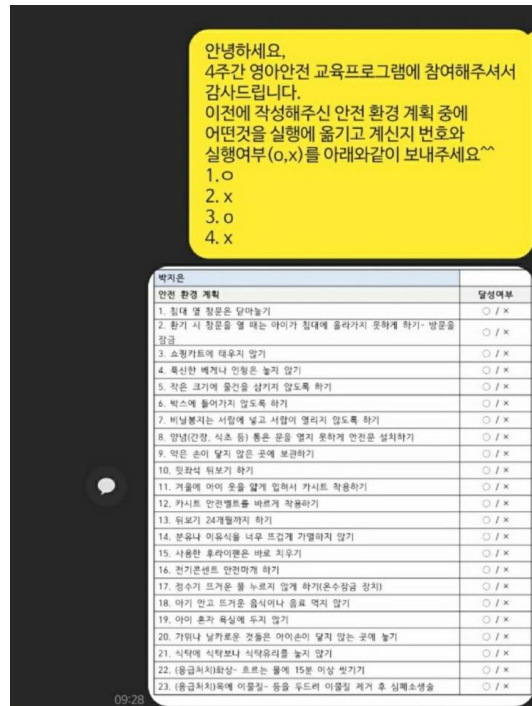 안녕하세요,
4주간 영아안전 교육프로그램에 참여해주셔서
감사드립니다.
이전에 작성해주신 안전 환경 계획 중에
어떤것을 실행에 옮기고 계신지 번호와
실행여부(o,x)를 아래와같이 보내주세요^^
1.ㅇ
2. x
3. o
4. x
박지은
안전 환경 계획 달성여부
1. 침대 옆 창문은 닫아놓기 ○ / ×
2. 환기 시 창문을 열 때는 아이가 침대에 올라가지 못하게 하기- 방문을
잠금 ○ / ×
3. 쇼핑카트에 태우지 않기 ○ / ×
4. 푹신한 베게나 인형은 놓지 않기 ○ / ×
5. 작은 크기에 물건을 삼키지 않도록 하기 ○ / ×
6. 박스에 들어가지 않도록 하기 ○ / ×
7. 비닐봉지는 서랍에 넣고 서랍이 열리지 않도록 하기 ○ / ×
8. 양념(간장, 식초 등) 통은 문을 열지 못하게 안전문 설치하기 ○ / ×
9. 약은 손이 닿지 않은 곳에 보관하기 ○ / ×
10. 뒷좌석 뒤보기 하기 ○ / ×
11. 겨울에 아이 옷을 얇게 입혀서 카시트 착용하기 ○ / ×
12. 카시트 안전벨트를 바르게 착용하기 ○ / ×
13. 뒤보기 24개월까지 하기 ○ / ×
14. 분유나 이유식을 너무 뜨겁게 가열하지 않기 ○ / ×
15. 사용한 후라이팬은 바로 치우기 ○ / ×
16. 전기콘센트 안전마개 하기 ○ / ×
17. 정수기 뜨거운 물 누르지 않게 하기(온수잠금 장치) ○ / ×
18. 아기 안고 뜨거운 음식이나 음료 먹지 않기 ○ / ×
19. 아이 혼자 욕실에 두지 않기 ○ / ×
20. 가위나 날카로운 것들은 아이손이 닿지 않는 곳에 놓기 ○ / ×
21. 식탁에 식탁보나 식탁유리를 놓지 않기 ○ / ×
22. (응급처치)화상- 흐르는 물에 15분 이상 씻기기 ○ / ×
23. (응급처치)목에 이물질- 등을 두드려 이물질 제거 후 심폐소생술 ○ / ×
09:28